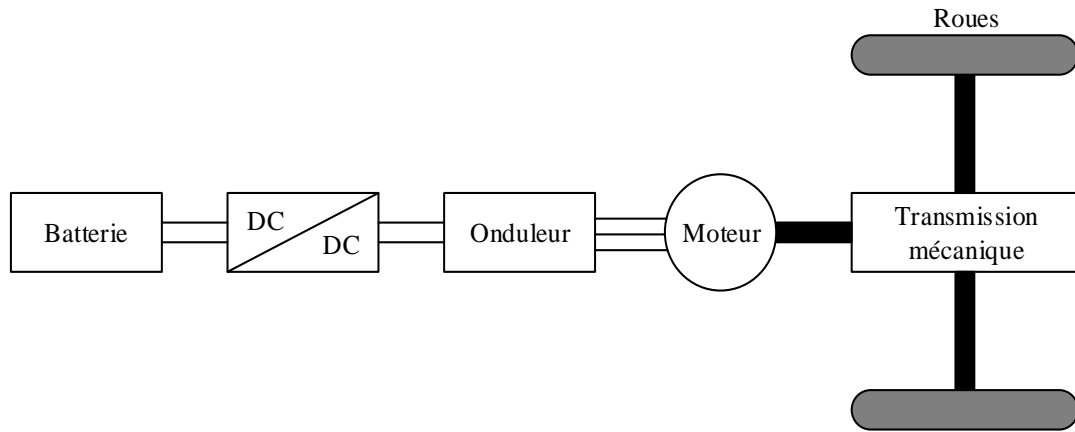 Roues
Batterie
DC
DC
Onduleur
Moteur
Transmission
mécanique